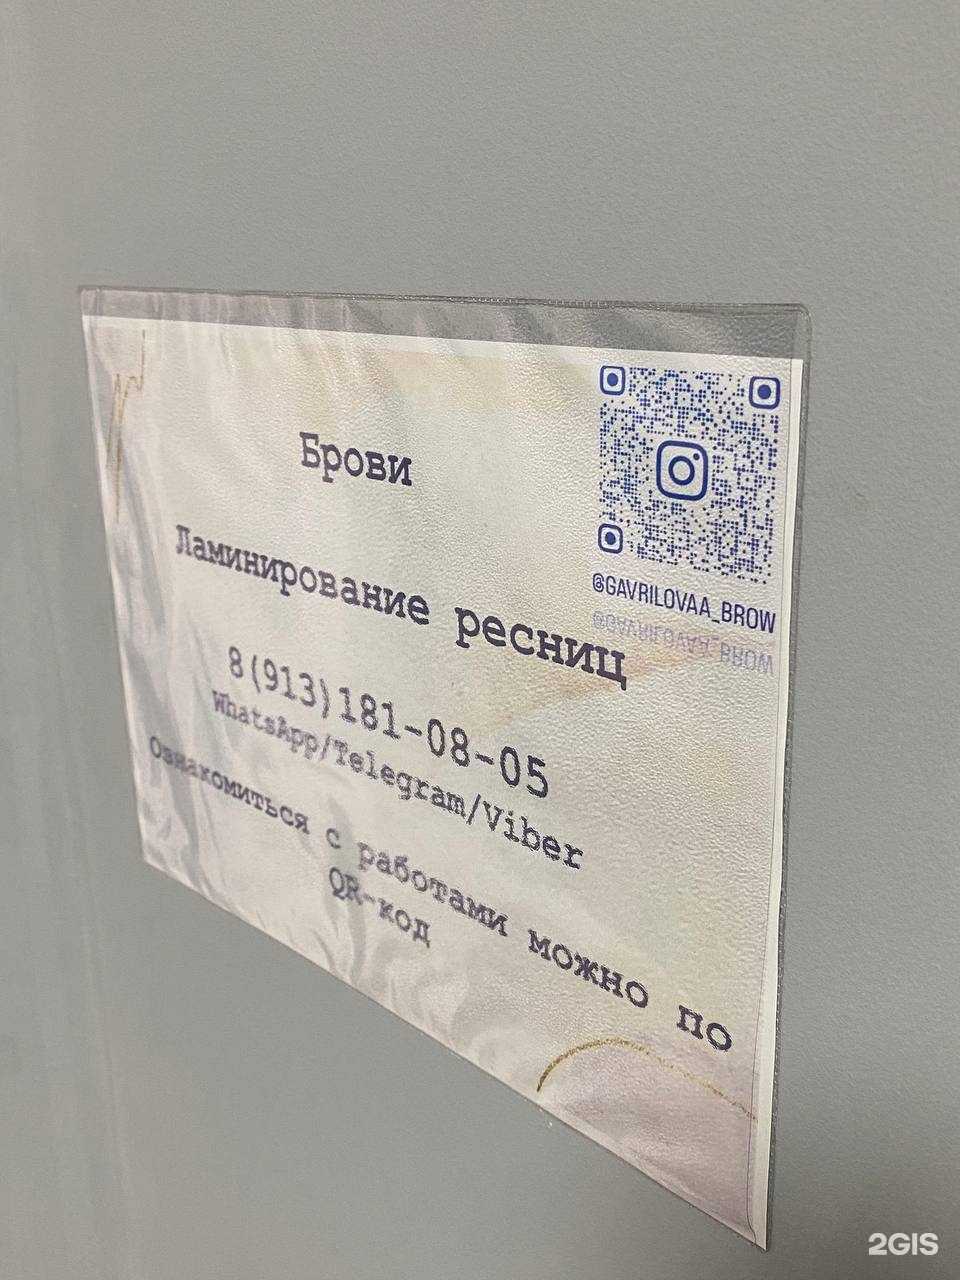 Брови
Ламинирование ресниц
8(913)181-08-05
WhatsApp/Telegram/Viber
Ознакомиться с работами можно по
QR-код
@GAVRILOVAA_BROW
2GIS